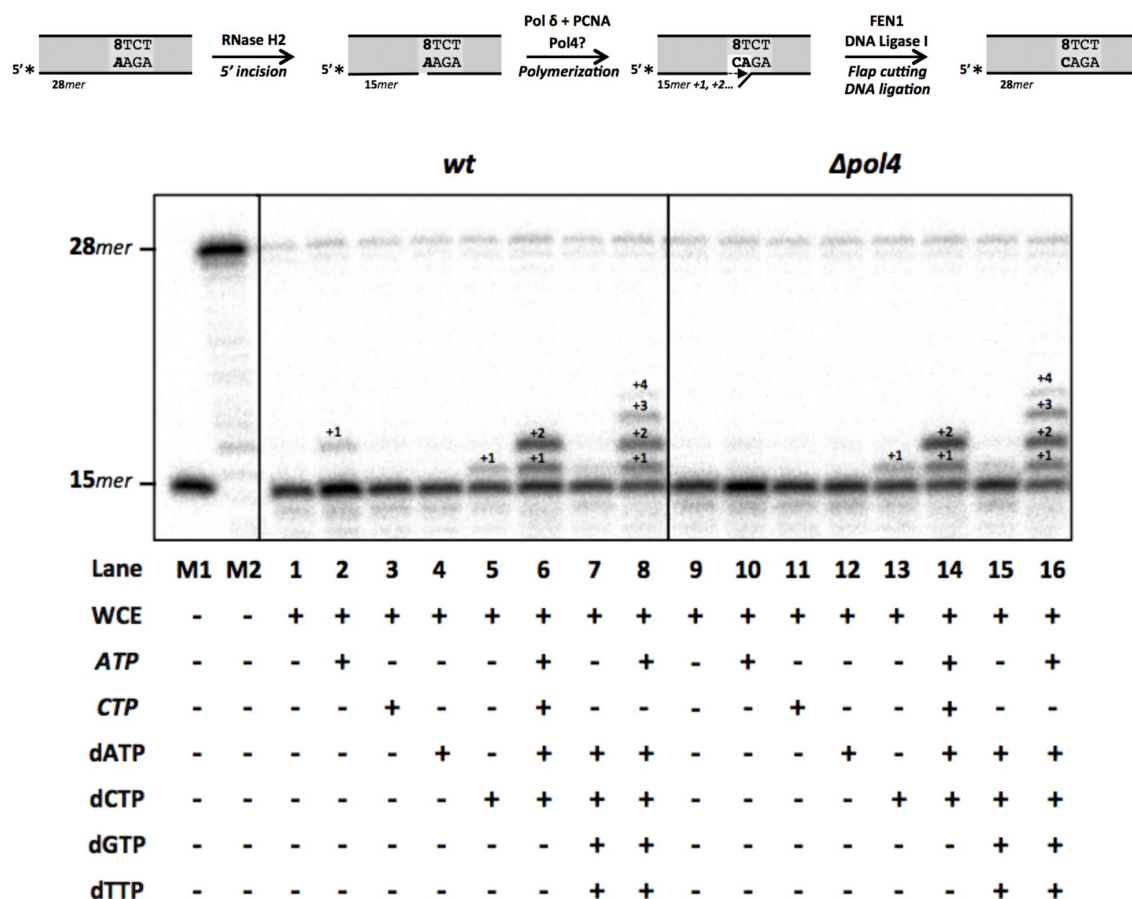 Pol δ + PCNA FEN1
8TCT RNase H2 8TCT Pol4? 8TCT DNA Ligase I 8TCT
AAGA AAGA CAGA CAGA
5’* 5’ incision 5’* Polymerization 5’* Flap cutting 5’*
28mer 15mer 15mer +1, +2... DNA ligation 28mer
wt Δpol4
28mer
+4 +4
+3 +3
+1 +2 +2 +2 +2
+1 +1 +1 +1 +1 +1
15mer
Lane M1 M2 1 2 3 4 5 6 7 8 9 10 11 12 13 14 15 16
WCE - - + + + + + + + + + + + + + + + +
ATP - - - + - - - + - + - + - - - + - +
CTP - - - - + - - + - - - - + - - + - -
dATP - - - - - + - + + + - - - + - + + +
dCTP - - - - - - + + + + - - - - + + + +
dGTP - - - - - - - - + + - - - - - - + +
dTTP - - - - - - - - + + - - - - - - + +